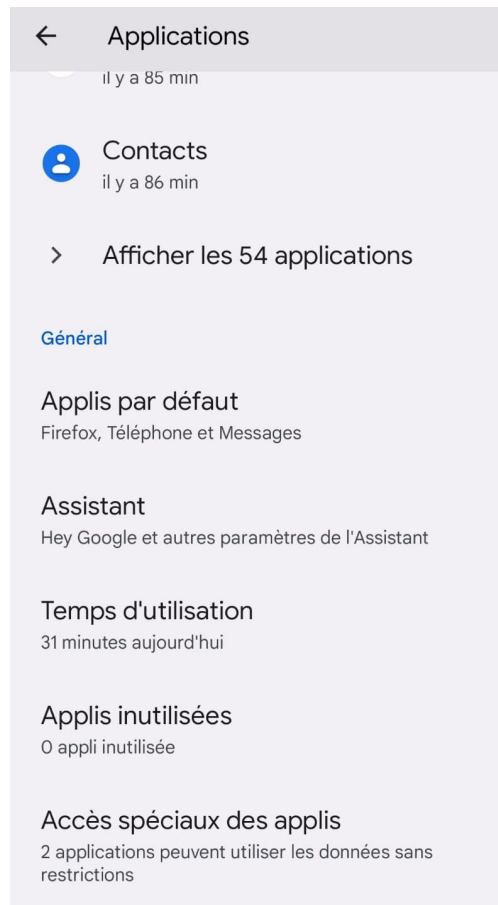 Applications
il y a 85 min
Contacts
il y a 86 min
Afficher les 54 applications
Général
Applis par défaut
Firefox, Téléphone et Messages
Assistant
Hey Google et autres paramètres de l'Assistant
Temps d'utilisation
31 minutes aujourd'hui
Applis inutilisées
0 appli inutilisée
Accès spéciaux des applis
2 applications peuvent utiliser les données sans
restrictions